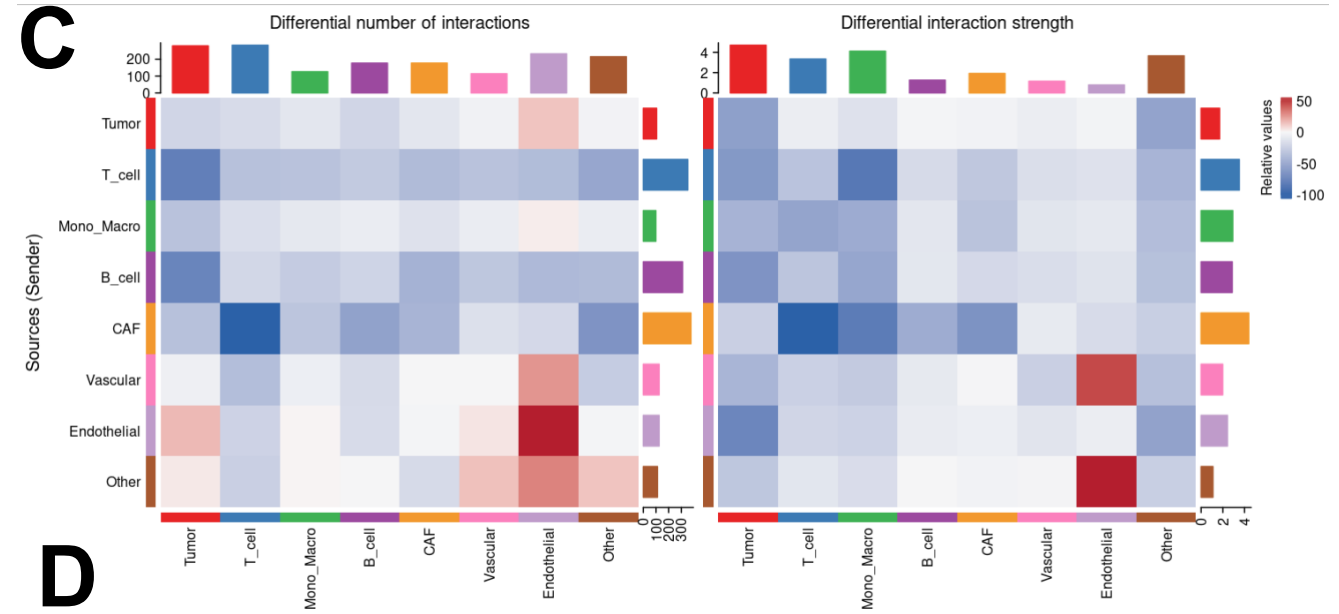 C
Differential number of interactions
Differential interaction strength
200
100
0
4
2
0
Sources (Sender)
Tumor
T_cell
Mono_Macro
B_cell
CAF
Vascular
Endothelial
Other
0
100
200
300
0
2
4
Relative values
50
0
-50
-100
Tumor
T_cell
Mono_Macro
B_cell
CAF
Vascular
Endothelial
Other
Tumor
T_cell
Mono_Macro
B_cell
CAF
Vascular
Endothelial
Other
D